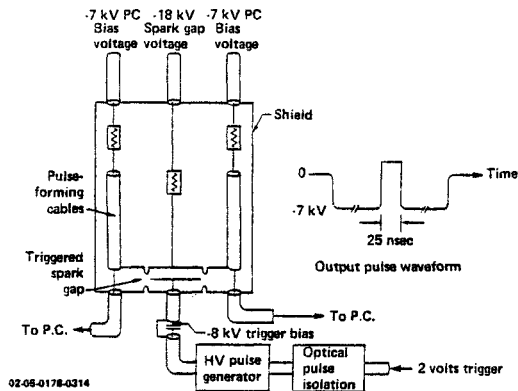 -7 kV PC -18 kV -7 kV PC
Bias Spark gap Bias
voltage voltage voltage
Shield
Pulse-
forming
cables
0
Time
-7 kV
25 nsec
Triggered
spark
gap
Output pulse waveform
To P.C.
To P.C.
-8 kV trigger bias
HV pulse
generator
Optical
pulse
isolation
2 volts trigger
02-05-0178-0314